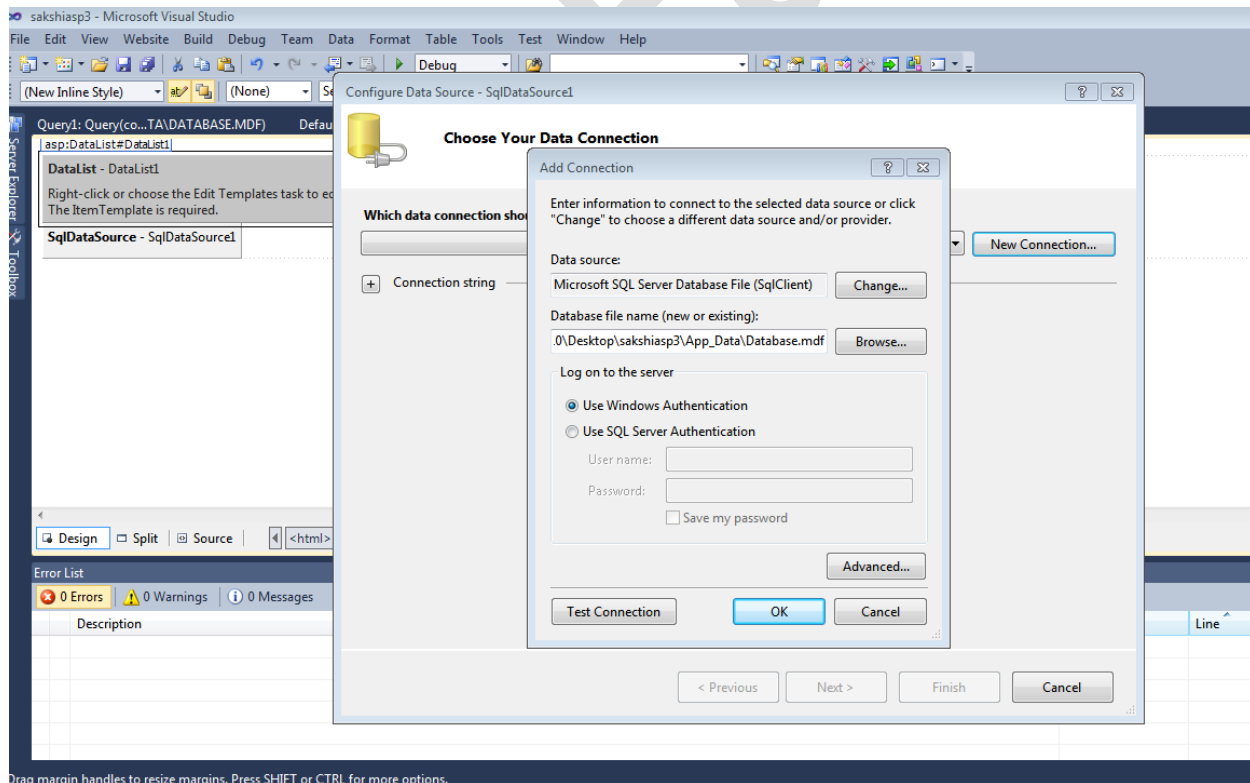 sakshiasp3 - Microsoft Visual Studio
File Edit View Website Build Debug Team Data Format Table Tools Test Window Help
Debug
(New Inline Style) (None)
Configure Data Source - SqlDataSource1
Server Explorer
Toolbox
Query1: Query(co...TA\DATABASE.MDF) Defau
asp:DataList#DataList1
DataList - DataList1
Right-click or choose the Edit Templates task to ed
The ItemTemplate is required.
SqlDataSource - SqlDataSource1
Choose Your Data Connection
Which data connection shou
New Connection...
+ Connection string
Add Connection
Enter information to connect to the selected data source or click
"Change" to choose a different data source and/or provider.
Data source:
Microsoft SQL Server Database File (SqlClient) Change...
Database file name (new or existing):
.0\Desktop\sakshiasp3\App_Data\Database.mdf Browse...
Log on to the server
Use Windows Authentication
Use SQL Server Authentication
User name:
Password:
Save my password
Advanced...
Test Connection OK Cancel
Design Split Source <html>
Error List
0 Errors 0 Warnings 0 Messages
Description Line
< Previous Next > Finish Cancel
Drag margin handles to resize margins. Press SHIFT or CTRL for more options.